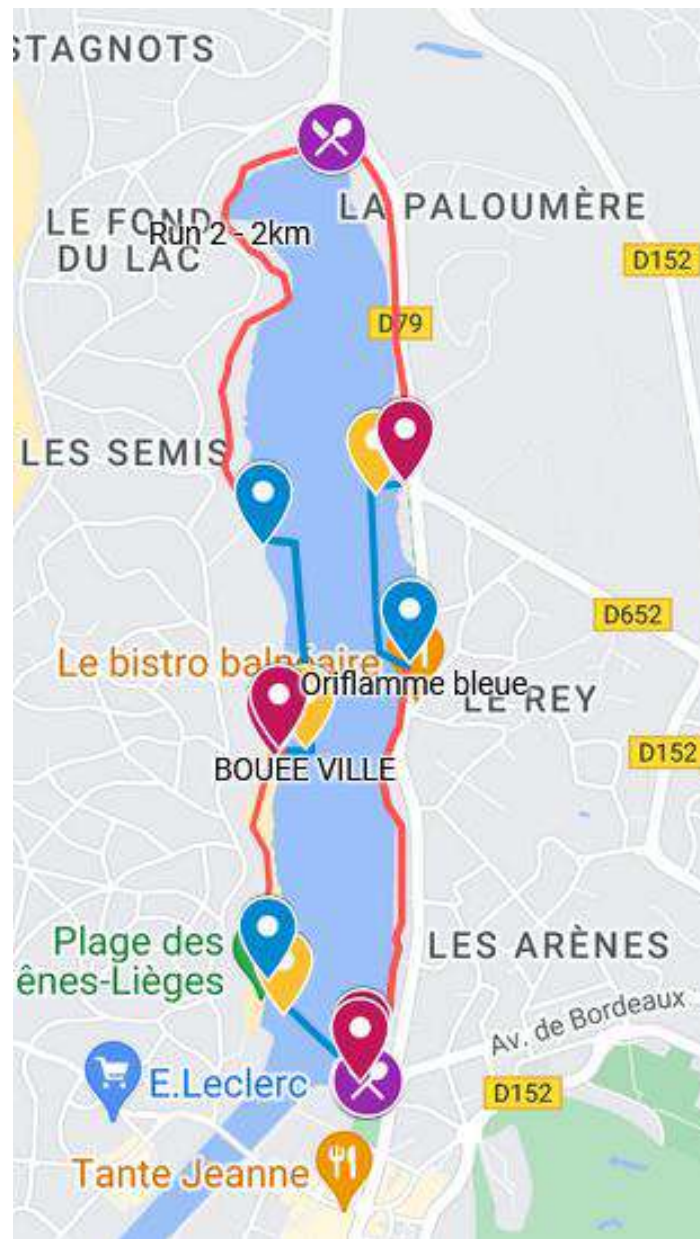 STAGNOTS
LE FOND
DU LAC
Run 2 - 2km
LA PALOUMÈRE
D152
D79
LES SEMIS
D652
Le bistro balnéaire
Oriflamme bleue
LE REY
BOUEE VILLE
D152
Plage des
ênes-Lièges
LES ARÈNES
Av. de Bordeaux
E.Leclerc
D152
Tante Jeanne